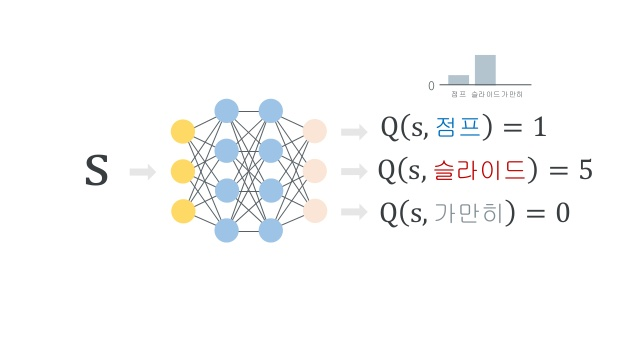 0
점프 슬라이드 가만히
Q(s, 점프) = 1
s
Q(s, 슬라이드) = 5
Q(s, 가만히) = 0